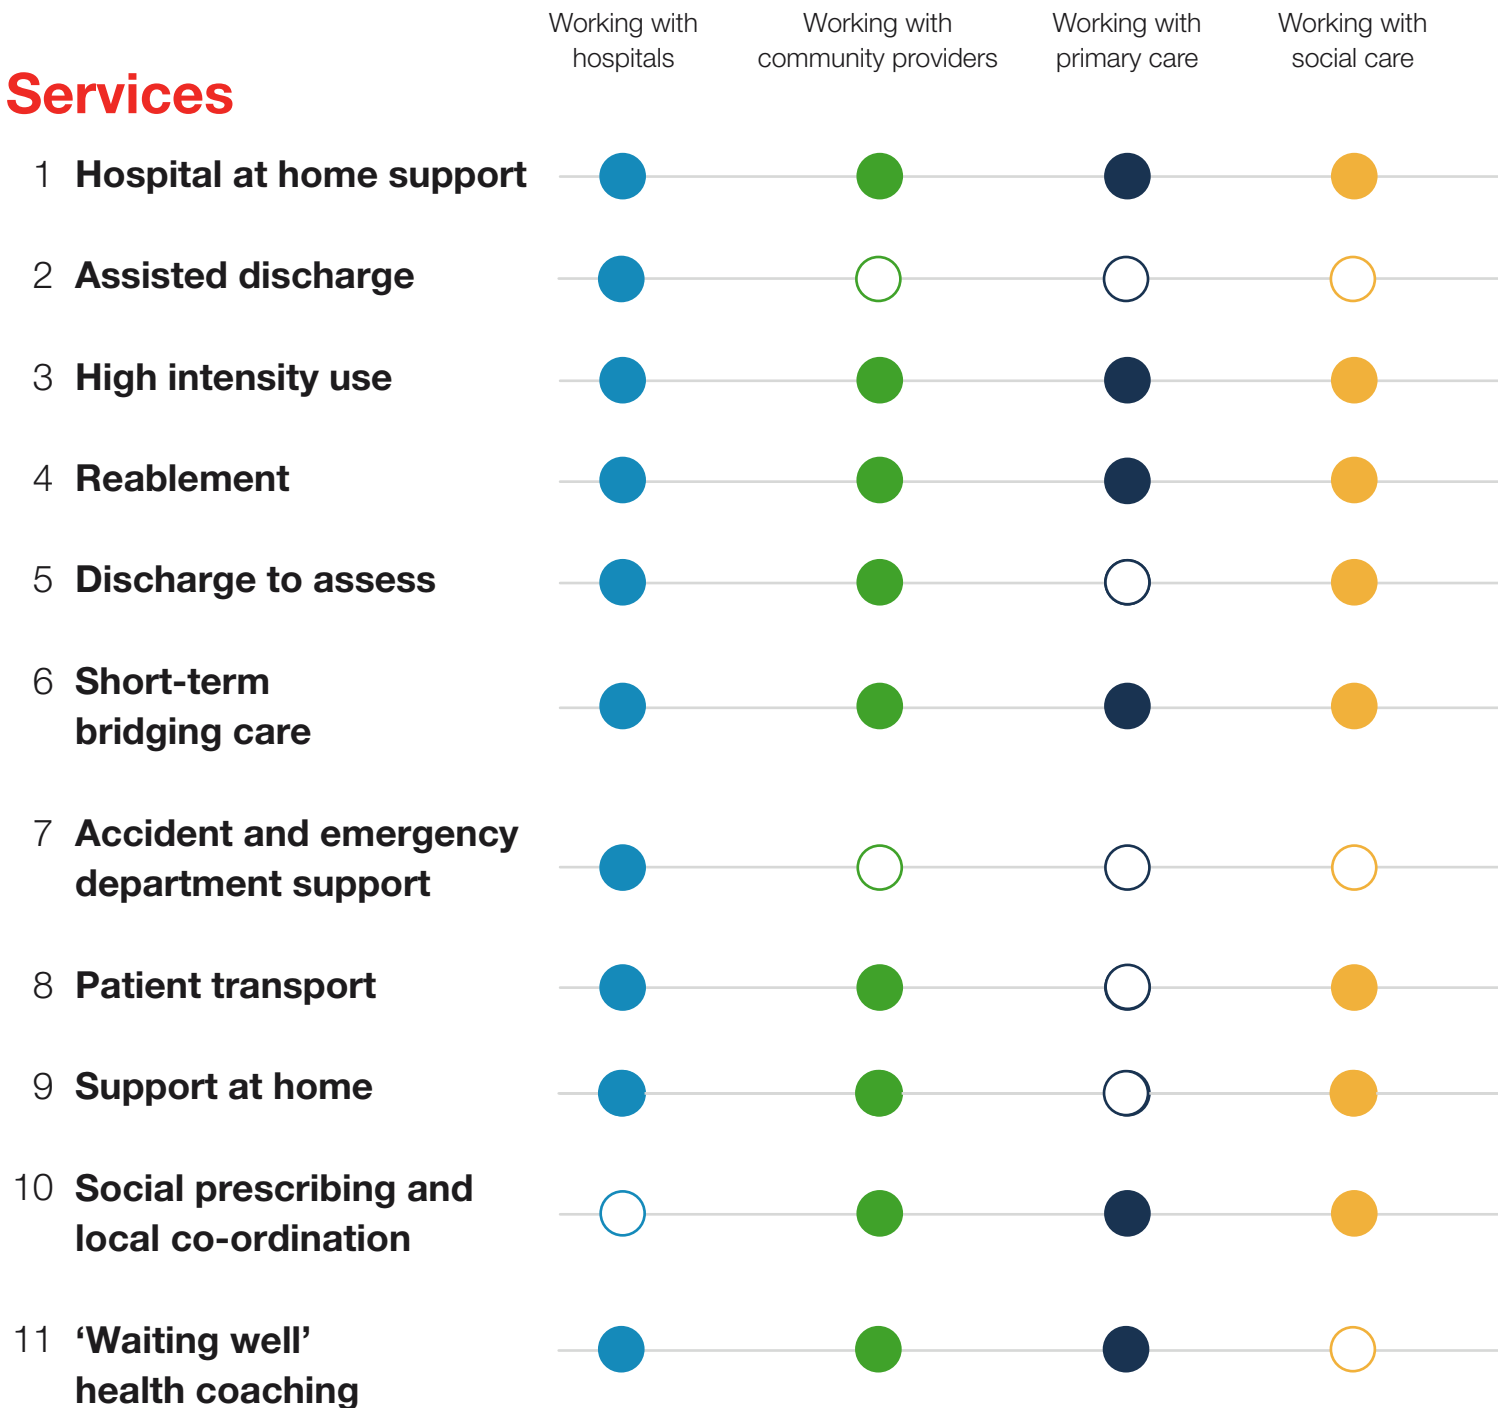 Working with
hospitals
Working with
community providers
Working with
primary care
Working with
social care
Services
1 Hospital at home support
2 Assisted discharge
3 High intensity use
4 Reablement
5 Discharge to assess
6 Short-term
bridging care
7 Accident and emergency
department support
8 Patient transport
9 Support at home
10 Social prescribing and
local co-ordination
11 ‘Waiting well’
health coaching